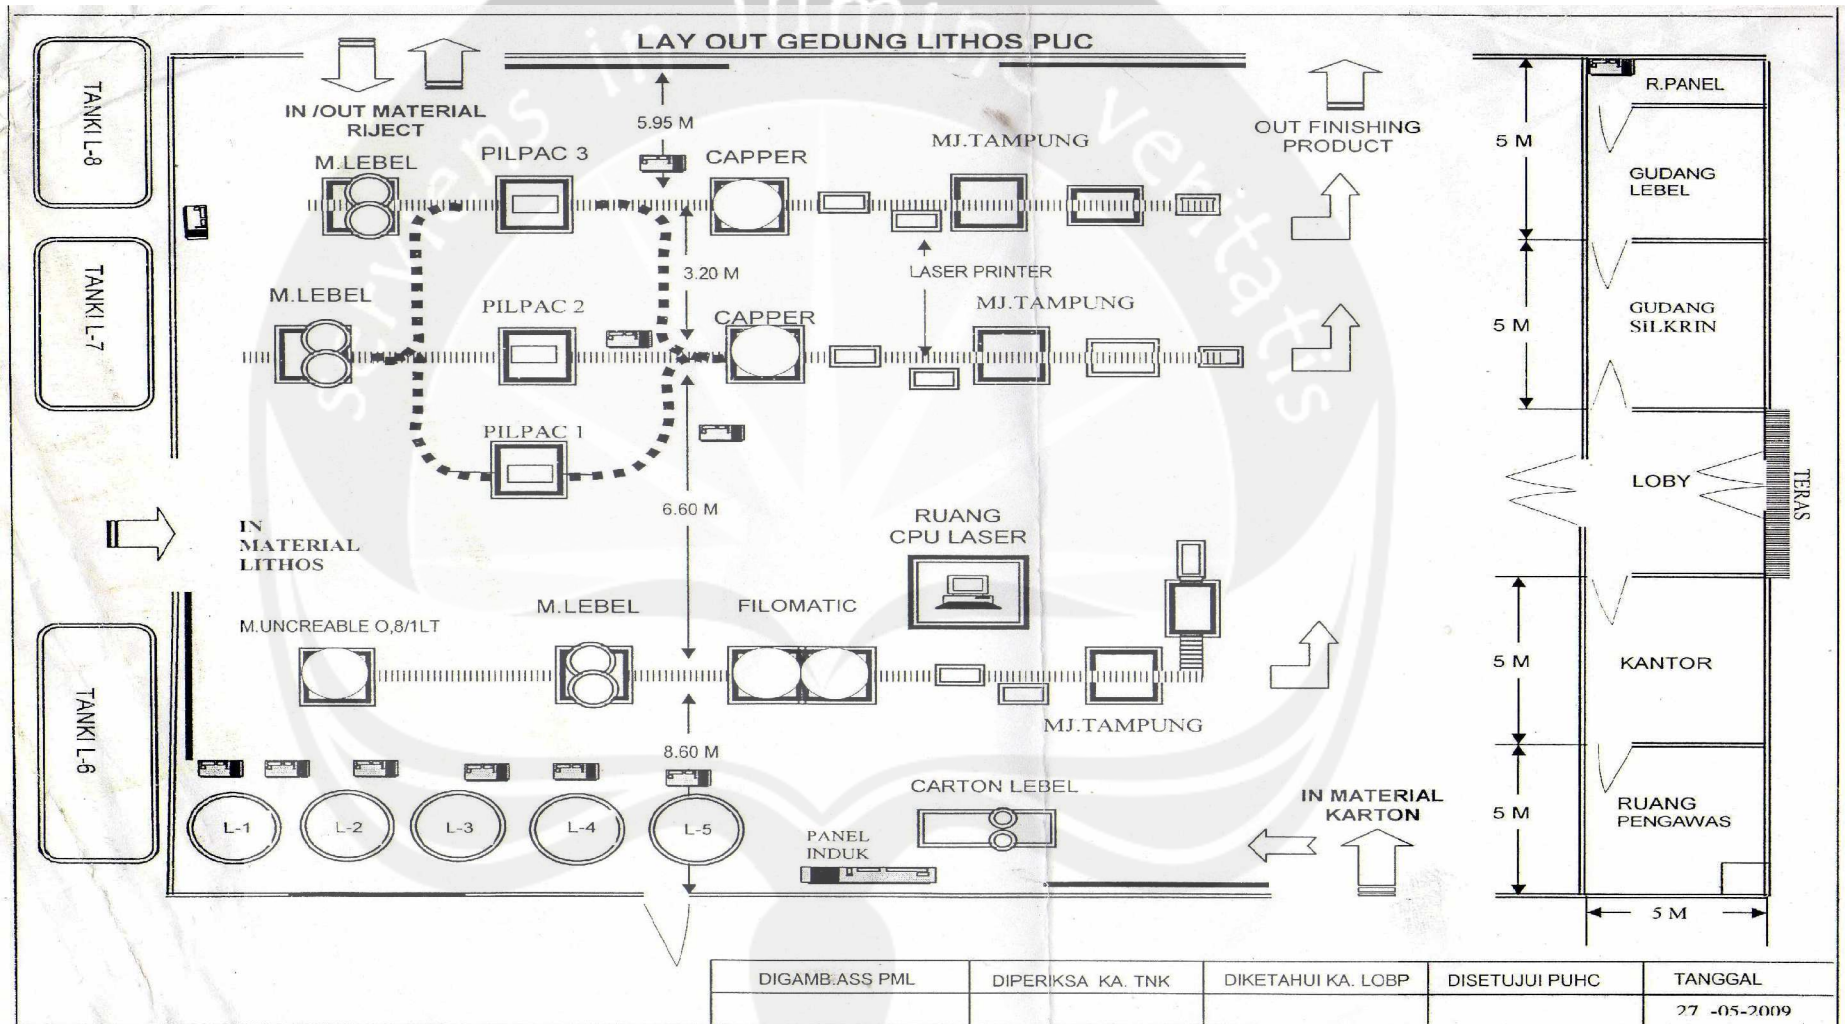 LAY OUT GEDUNG LITHOS PUC
TANKI L-8
TANKI L-7
TANKI L-6
IN /OUT MATERIAL
RIJECT
5.95 M
M.LEBEL
PILPAC 3
CAPPER
MJ.TAMPUNG
OUT FINISHING
PRODUCT
3.20 M
LASER PRINTER
M.LEBEL
PILPAC 2
CAPPER
MJ.TAMPUNG
PILPAC 1
6.60 M
IN
MATERIAL
LITHOS
RUANG
CPU LASER
M.UNCREABLE O,8/1LT
M.LEBEL
FILOMATIC
MJ.TAMPUNG
8.60 M
L-1
L-2
L-3
L-4
L-5
PANEL
INDUK
CARTON LEBEL
IN MATERIAL
KARTON
5 M
5 M
5 M
5 M
R.PANEL
GUDANG
LEBEL
GUDANG
SiLKRIN
LOBY
TERAS
KANTOR
RUANG
PENGAWAS
5 M
serviens in lumine veritatis
DIGAMB.ASS PML
DIPERIKSA KA. TNK
DIKETAHUI KA. LOBP
DISETUJUI PUHC
TANGGAL
27 -05-2009